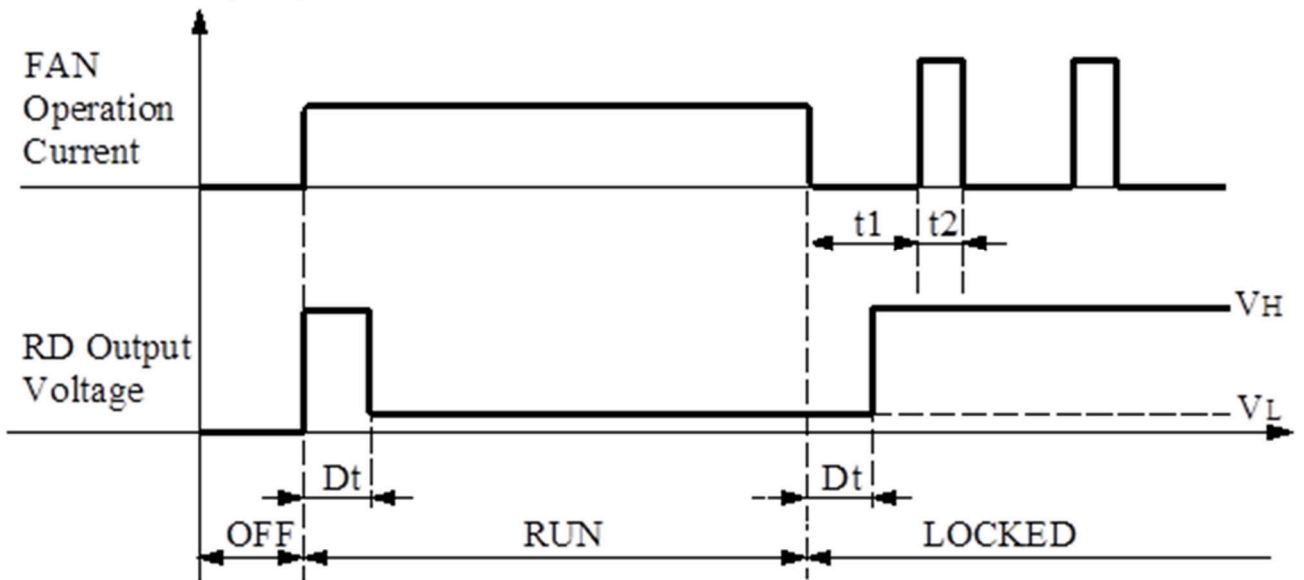 FAN
Operation
Current
t1
t2
VH
RD Output
Voltage
VL
Dt
Dt
OFF
RUN
LOCKED